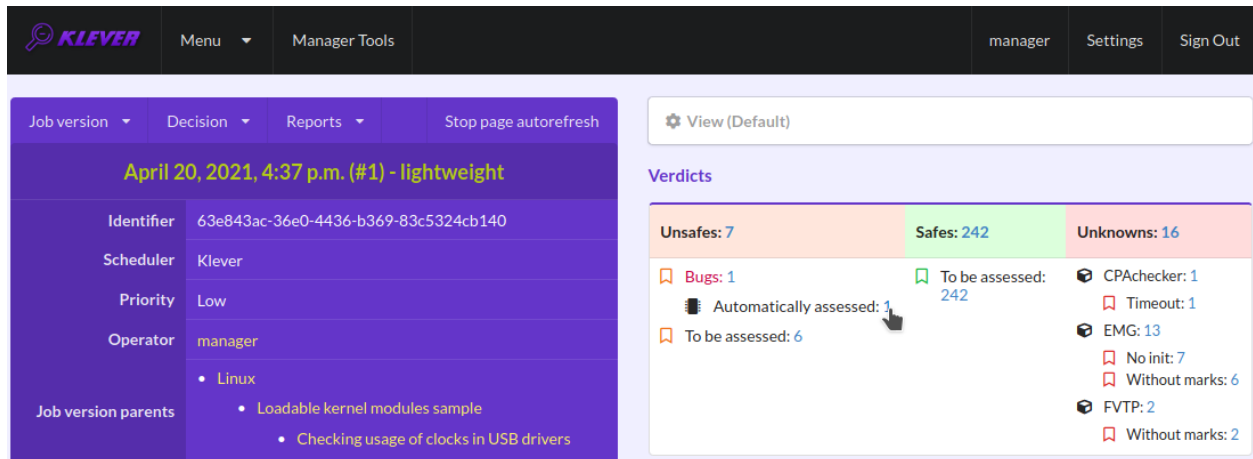 KLEVER
Menu
Manager Tools
manager
Settings
Sign Out
Job version
Decision
Reports
Stop page autorefresh
April 20, 2021, 4:37 p.m. (#1) - lightweight
Identifier 63e843ac-36e0-4436-b369-83c5324cb140
Scheduler Klever
Priority Low
Operator manager
Job version parents
• Linux
• Loadable kernel modules sample
• Checking usage of clocks in USB drivers
View (Default)
Verdicts
Unsafes: 7
Bugs: 1
Automatically assessed: 1
To be assessed: 6
Safes: 242
To be assessed:
242
Unknowns: 16
CPAchecker: 1
Timeout: 1
EMG: 13
No init: 7
Without marks: 6
FVTP: 2
Without marks: 2